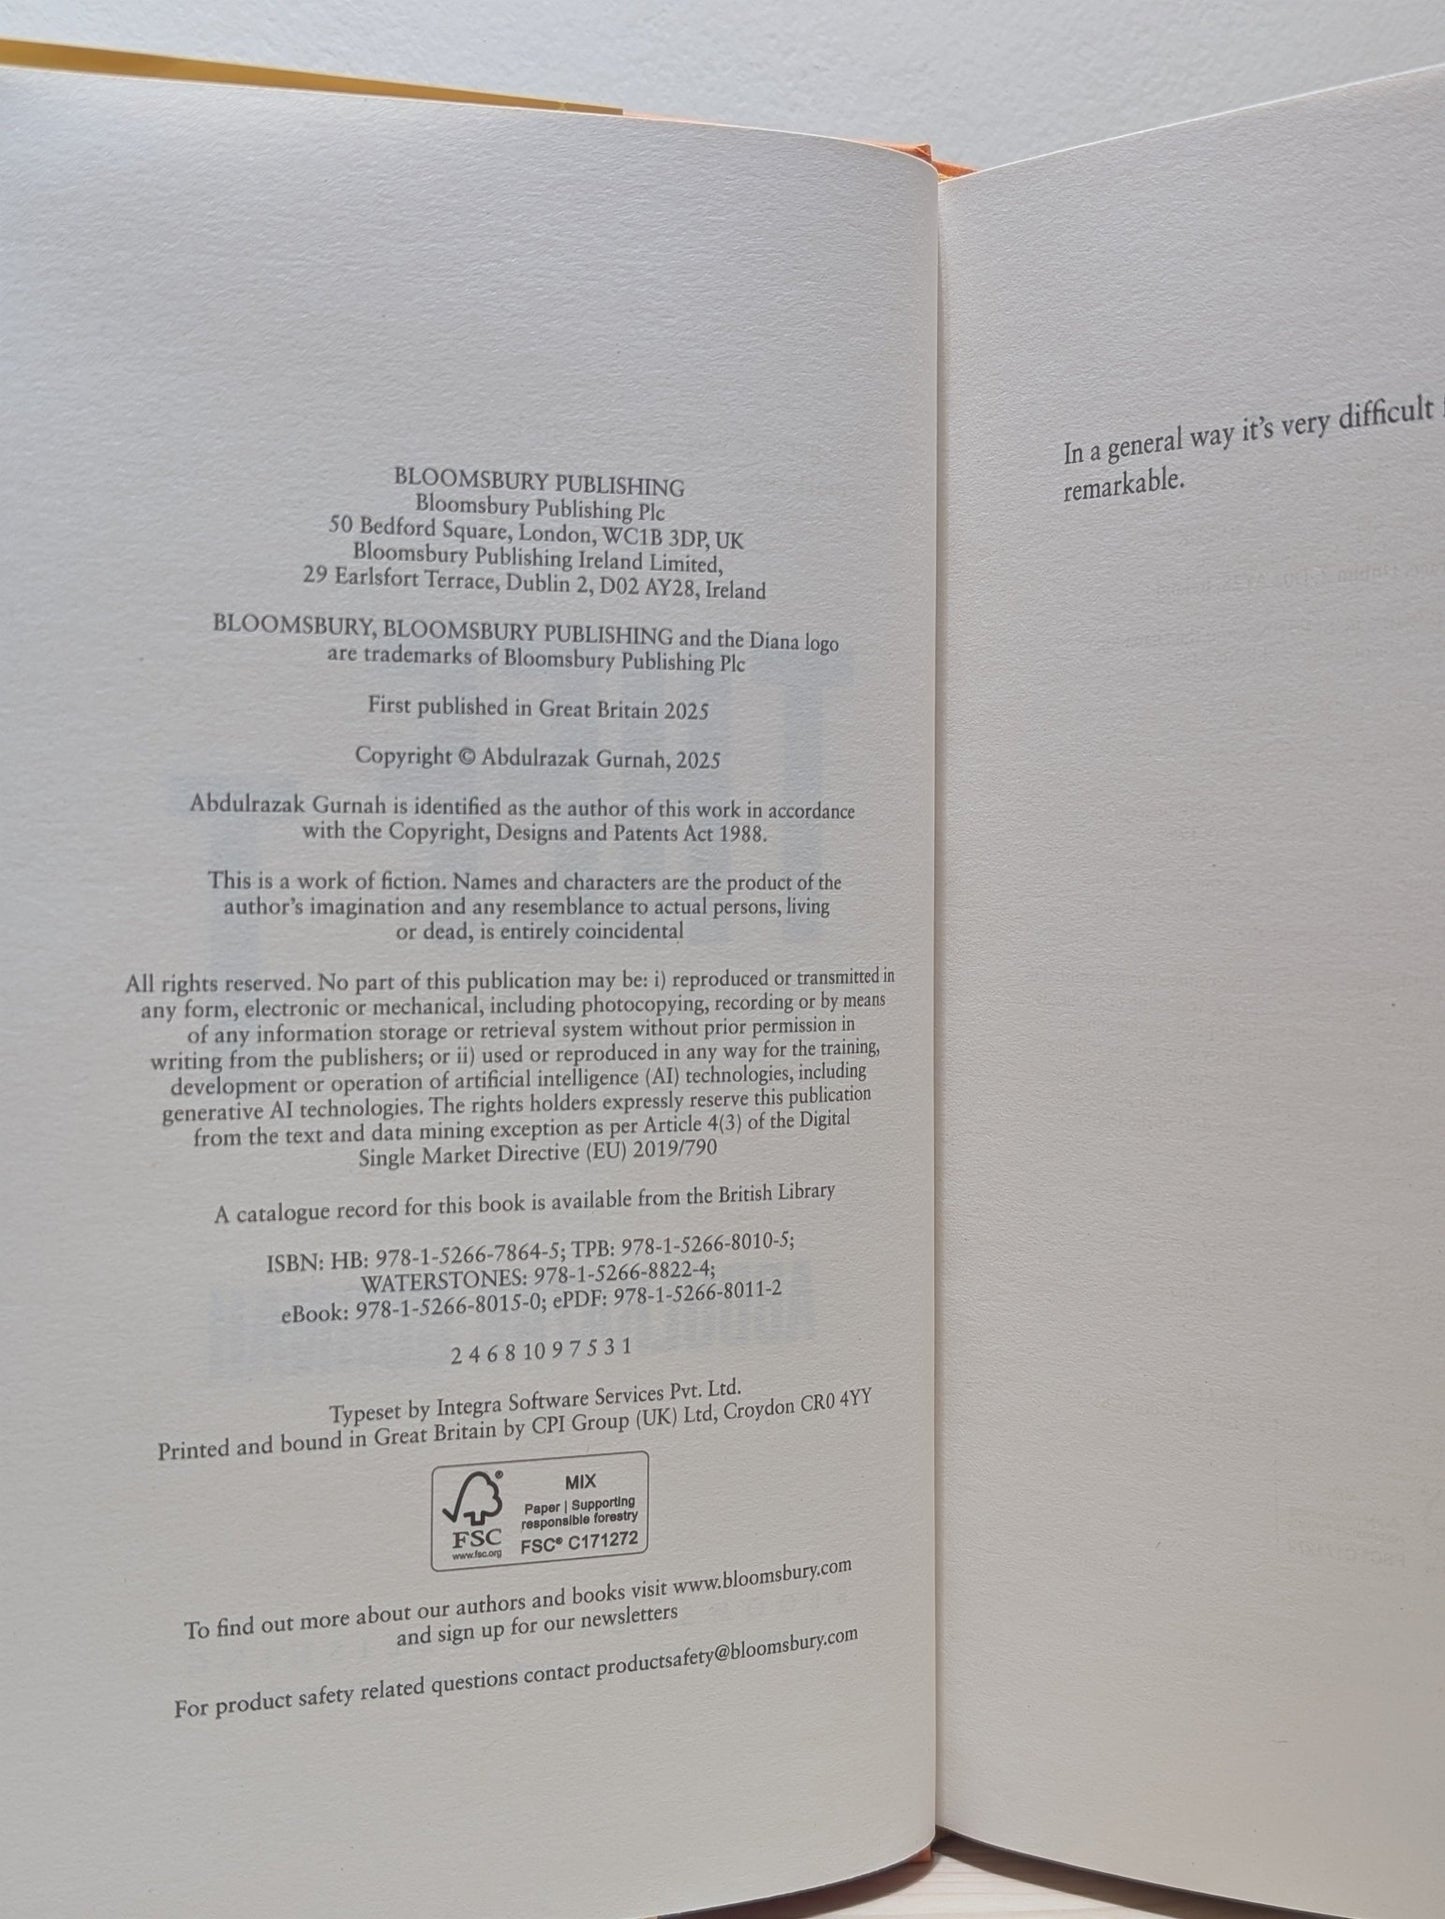 BLOOMSBURY PUBLISHING
Bloomsbury Publishing Plc
50 Bedford Square, London, WC1B 3DP, UK
Bloomsbury Publishing Ireland Limited,
29 Earlsfort Terrace, Dublin 2, D02 AY28, Ireland
BLOOMSBURY, BLOOMSBURY PUBLISHING and the Diana logo
are trademarks of Bloomsbury Publishing Plc
First published in Great Britain 2025
Copyright © Abdulrazak Gurnah, 2025
Abdulrazak Gurnah is identified as the author of this work in accordance
with the Copyright, Designs and Patents Act 1988.
This is a work of fiction. Names and characters are the product of the
author's imagination and any resemblance to actual persons, living
or dead, is entirely coincidental
All rights reserved. No part of this publication may be: i) reproduced or transmitted in
any form, electronic or mechanical, including photocopying, recording or by means
of any information storage or retrieval system without prior permission in
writing from the publishers; or ii) used or reproduced in any way for the training,
development or operation of artificial intelligence (AI) technologies, including
generative AI technologies. The rights holders expressly reserve this publication
from the text and data mining exception as per Article 4(3) of the Digital
Single Market Directive (EU) 2019/790
A catalogue record for this book is available from the British Library
ISBN: HB: 978-1-5266-7864-5; TPB: 978-1-5266-8010-5;
WATERSTONES: 978-1-5266-8822-4;
eBook: 978-1-5266-8015-0; ePDF: 978-1-5266-8011-2
2 4 6 8 10 9 7 5 3 1
Typeset by Integra Software Services Pvt. Ltd.
Printed and bound in Great Britain by CPI Group (UK) Ltd, Croydon CR0 4YY
MIX
Paper | Supporting
responsible forestry
FSC® C171272
FSC
www.fsc.org
To find out more about our authors and books visit www.bloomsbury.com
and sign up for our newsletters
For product safety related questions contact productsafety@bloomsbury.com
In a general way it's very difficult
remarkable.